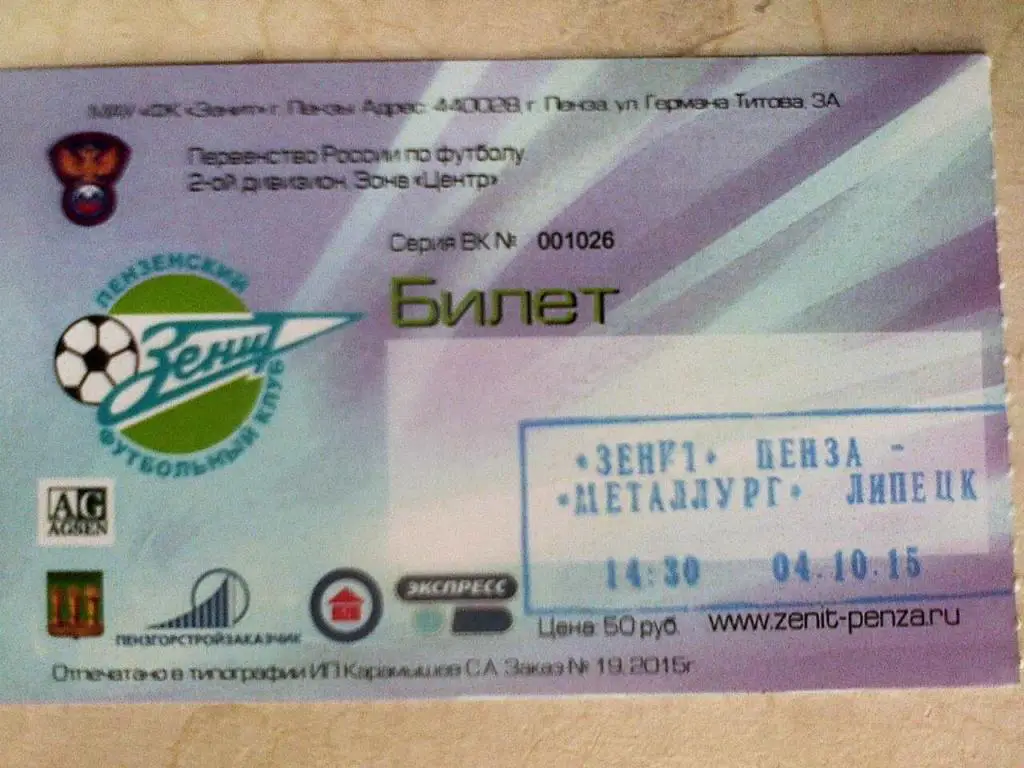 МАУ «ФК «Зенит» г. Пензы Адрес: 440028, г. Пенза, ул. Германа Титова, 3А
Первенство России по футболу
2-ой дивизион. Зона «Центр»
Серия ВК № 001026
Билет
ПЕНЗЕНСКИЙ
Зенит
ФУТБОЛЬНЫЙ КЛУБ
«ЗЕНИТ» ПЕНЗА -
«МЕТАЛЛУРГ» ЛИПЕЦК
14:30 04.10.15
AG
AGSEN
ПЕНЗГОРСТРОЙЗАКАЗЧИК
ЭКСПРЕСС
Цена: 50 руб.
www.zenit-penza.ru
Отпечатано в типографии ИП Карамышев С.А. Заказ № 19, 2015г.